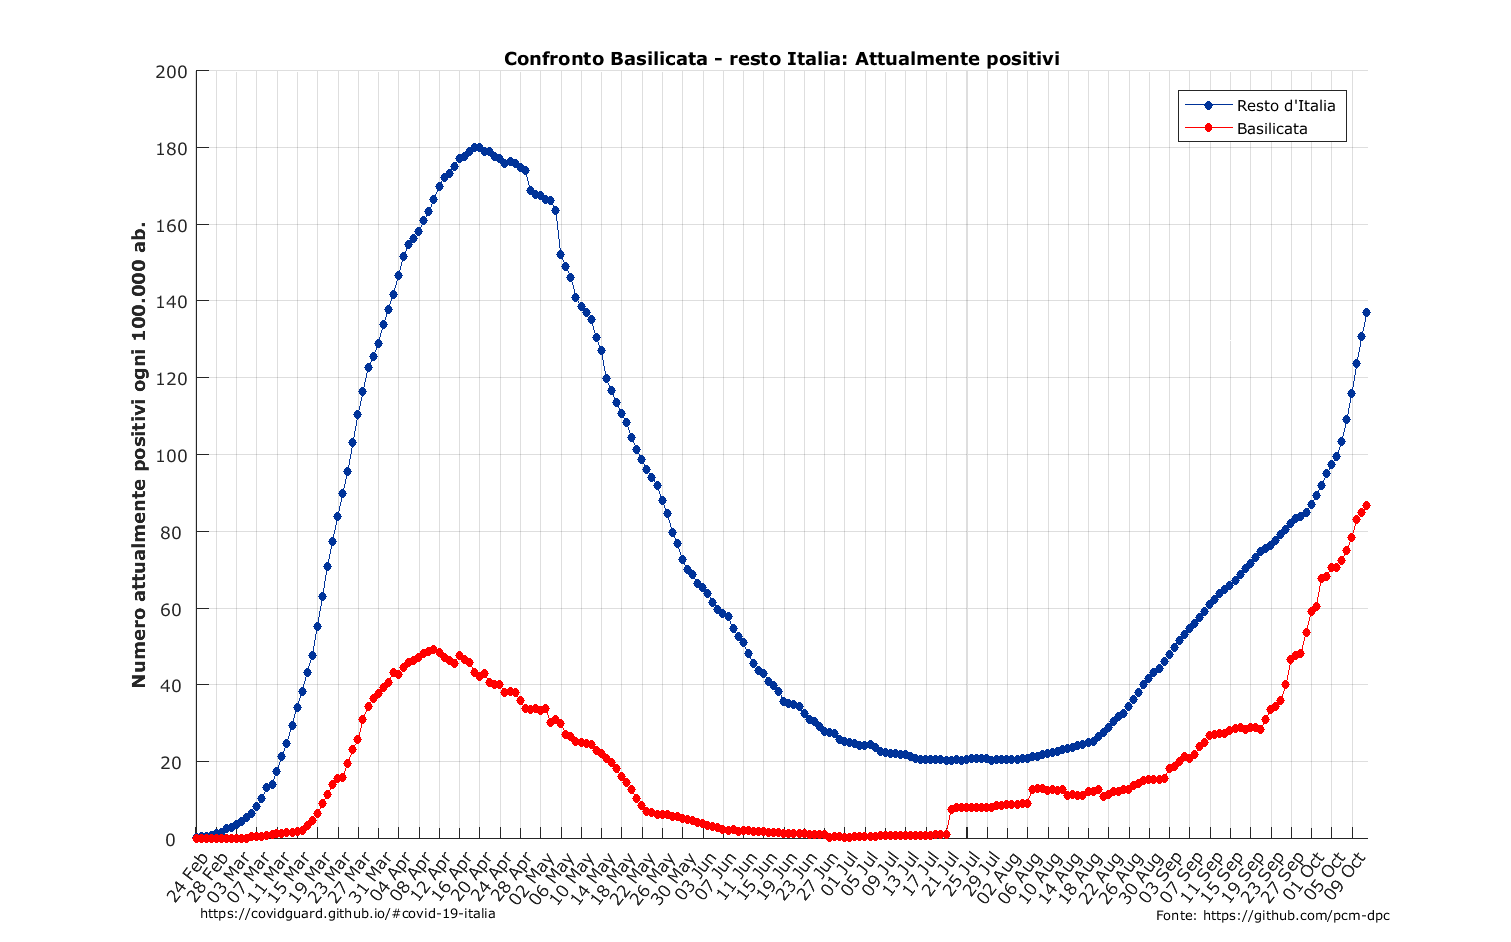 Confronto Basilicata - resto Italia: Attualmente positivi
Resto d'Italia
Basilicata
Numero attualmente positivi ogni 100.000 ab.
200
180
160
140
120
100
80
60
40
20
0
24 Feb
28 Feb
03 Mar
07 Mar
11 Mar
15 Mar
19 Mar
23 Mar
27 Mar
31 Mar
04 Apr
08 Apr
12 Apr
16 Apr
20 Apr
24 Apr
28 Apr
02 May
06 May
10 May
14 May
18 May
22 May
26 May
30 May
03 Jun
07 Jun
11 Jun
15 Jun
19 Jun
23 Jun
27 Jun
01 Jul
05 Jul
09 Jul
13 Jul
17 Jul
21 Jul
25 Jul
29 Jul
02 Aug
06 Aug
10 Aug
14 Aug
18 Aug
22 Aug
26 Aug
30 Aug
03 Sep
07 Sep
11 Sep
15 Sep
19 Sep
23 Sep
27 Sep
01 Oct
05 Oct
09 Oct
https://covidguard.github.io/#covid-19-italia
Fonte: https://github.com/pcm-dpc